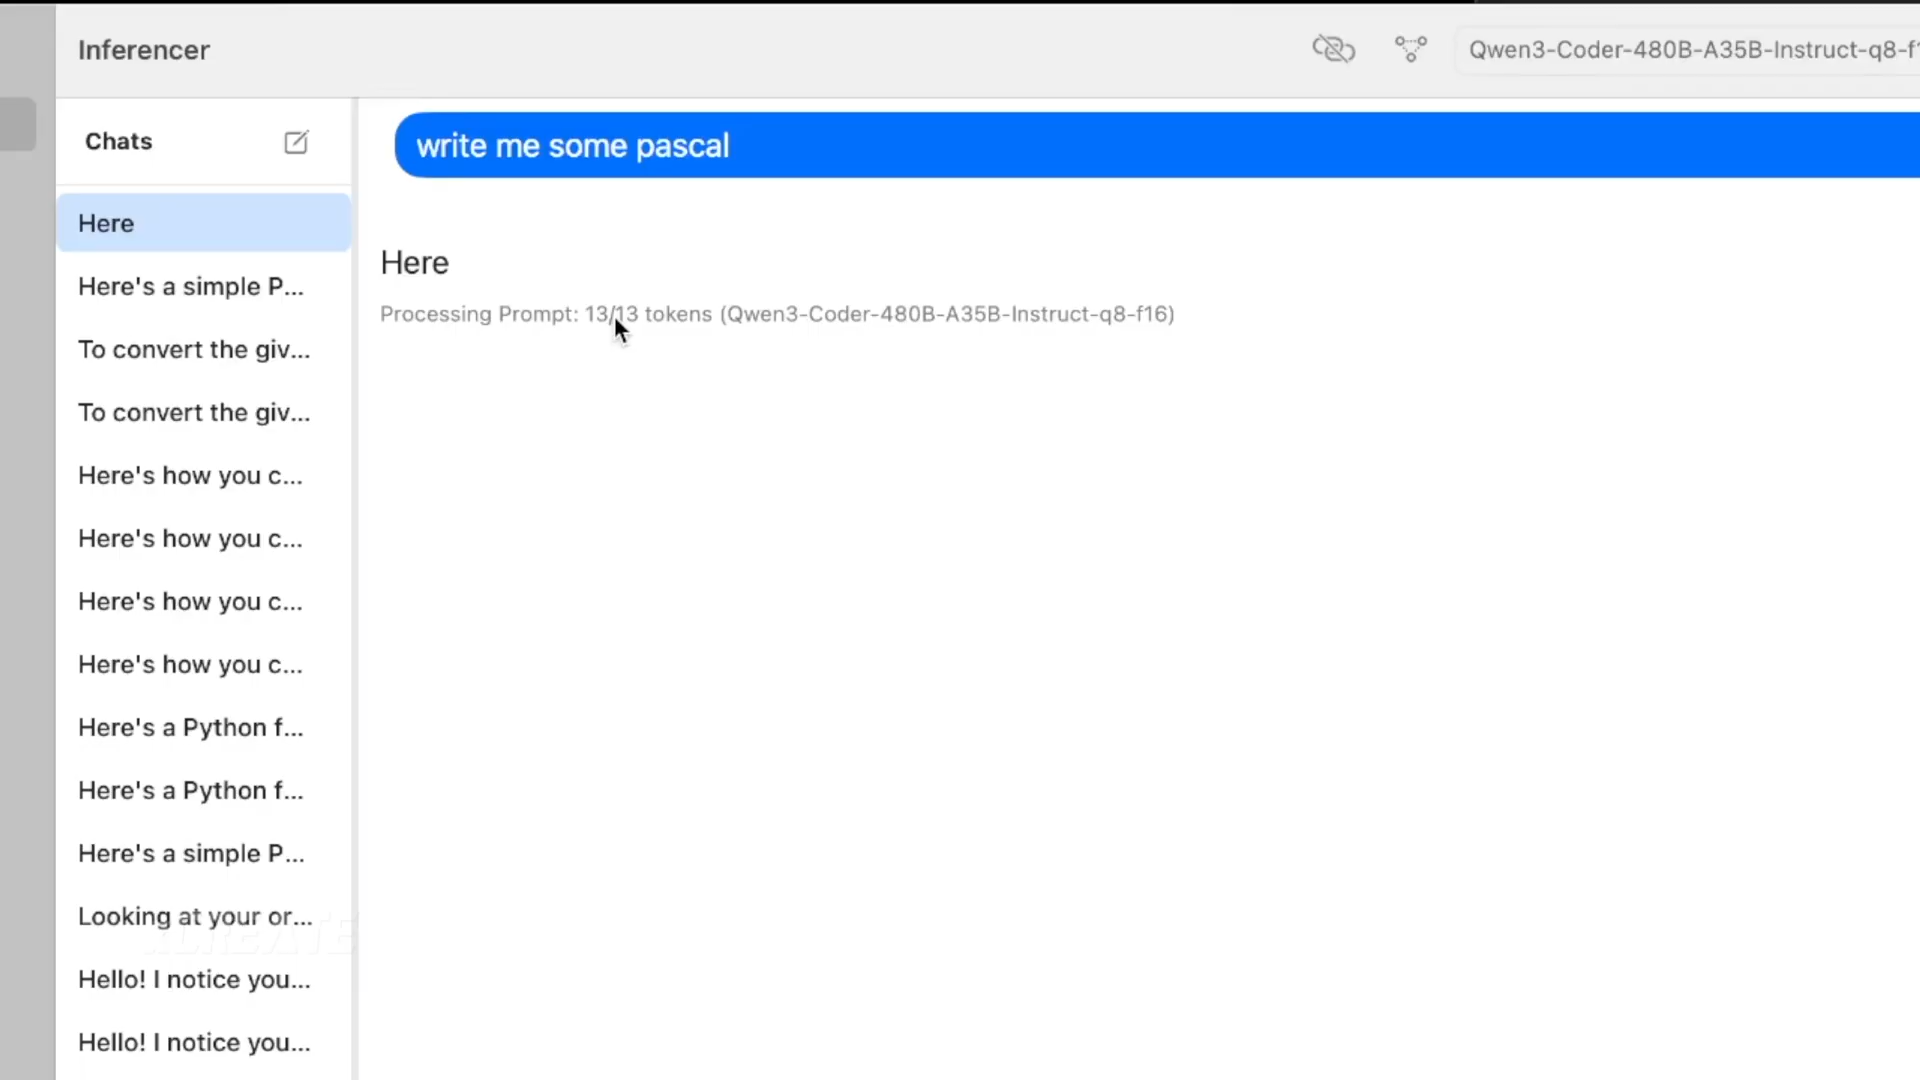 Inferencer
Qwen3-Coder-480B-A35B-Instruct-q8-f1
Chats
write me some pascal
Here
Here's a simple P...
To convert the giv...
To convert the giv...
Here's how you c...
Here's how you c...
Here's how you c...
Here's how you c...
Here's a Python f...
Here's a Python f...
Here's a simple P...
Looking at your or...
Hello! I notice you...
Hello! I notice you...
Here
Processing Prompt: 13/13 tokens (Qwen3-Coder-480B-A35B-Instruct-q8-f16)